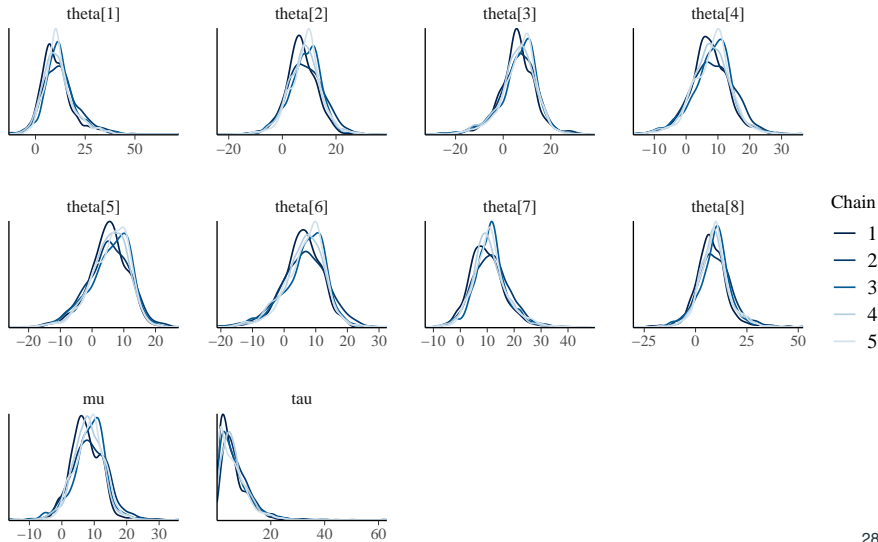 theta[1] theta[2] theta[3] theta[4]
0 25 50 −20 0 20 −20 0 20 −10 0 10 20 30
theta[5] theta[6] theta[7] theta[8]
−20 −10 0 10 20 −20 −10 0 10 20 30 −10 0 10 20 30 40 −25 0 25 50
Chain
1
2
3
4
5
mu tau
−10 0 10 20 30 20 40 60
28